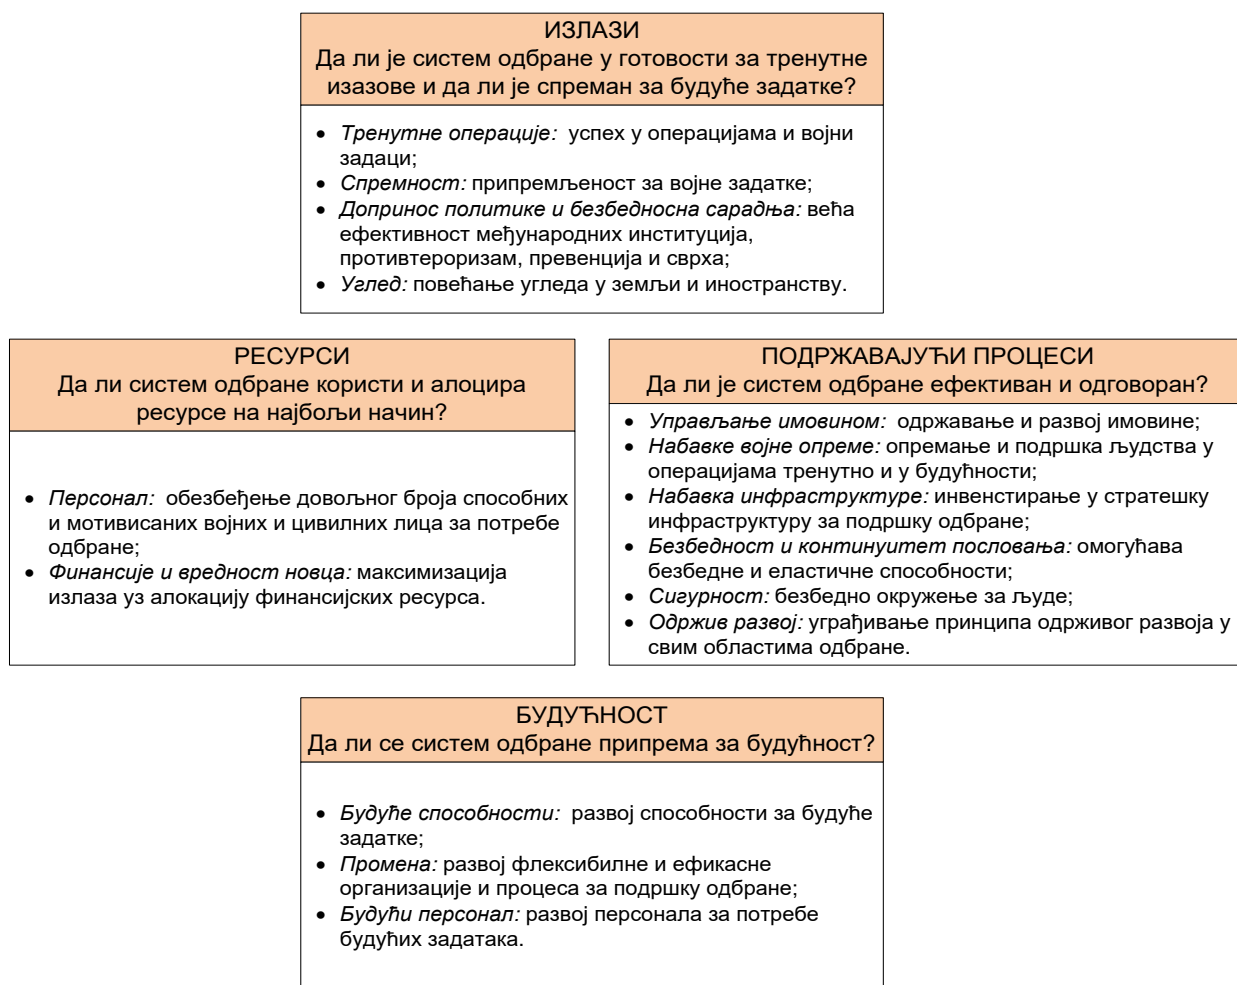 ИЗЛАЗИ
Да ли је систем одбране у готовости за тренутне
изазове и да ли је спреман за будуће задатке?
• Тренутне операције: успех у операцијама и војни
задаци;
• Спремност: припремљеност за војне задатке;
• Допринос политике и безбедносна сарадња: већа
ефективност међународних институција,
противтероризам, превенција и сврха;
• Углед: повећање угледа у земљи и иностранству.
РЕСУРСИ
Да ли систем одбране користи и алоцира
ресурсе на најбољи начин?
• Персонал: обезбеђење довољног броја способних
и мотивисаних војних и цивилних лица за потребе
одбране;
• Финансије и вредност новца: максимизација
излаза уз алокацију финансијских ресурса.
ПОДРЖАВАЈУЋИ ПРОЦЕСИ
Да ли је систем одбране ефективан и одговоран?
• Управљање имовином: одржавање и развој имовине;
• Набавке војне опреме: опремање и подршка људства у
операцијама тренутно и у будућности;
• Набавка инфраструктуре: инвенстирање у стратешку
инфраструктуру за подршку одбране;
• Безбедност и континуитет пословања: омогућава
безбедне и еластичне способности;
• Сигурност: безбедно окружење за људе;
• Одржив развој: уграђивање принципа одрживог развоја у
свим областима одбране.
БУДУЋНОСТ
Да ли се систем одбране припрема за будућност?
• Будуће способности: развој способности за будуће
задатке;
• Промена: развој флексибилне и ефикасне
организације и процеса за подршку одбране;
• Будући персонал: развој персонала за потребе
будућих задатака.